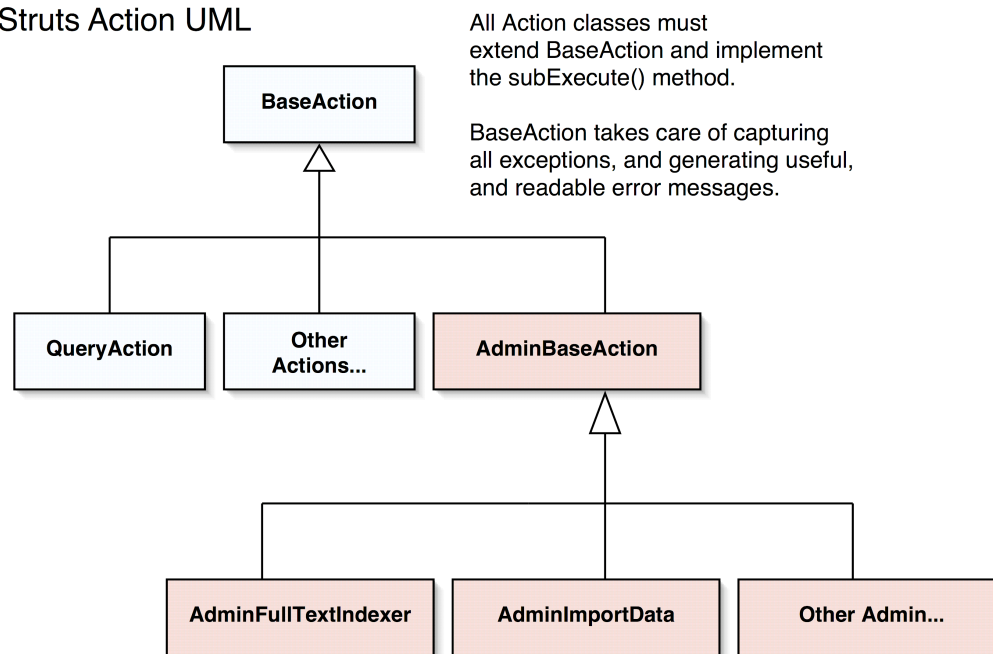 Struts Action UML
All Action classes must
extend BaseAction and implement
the subExecute() method.
BaseAction takes care of capturing
all exceptions, and generating useful,
and readable error messages.
BaseAction
QueryAction
Other
Actions...
AdminBaseAction
AdminFullTextIndexer
AdminImportData
Other Admin...